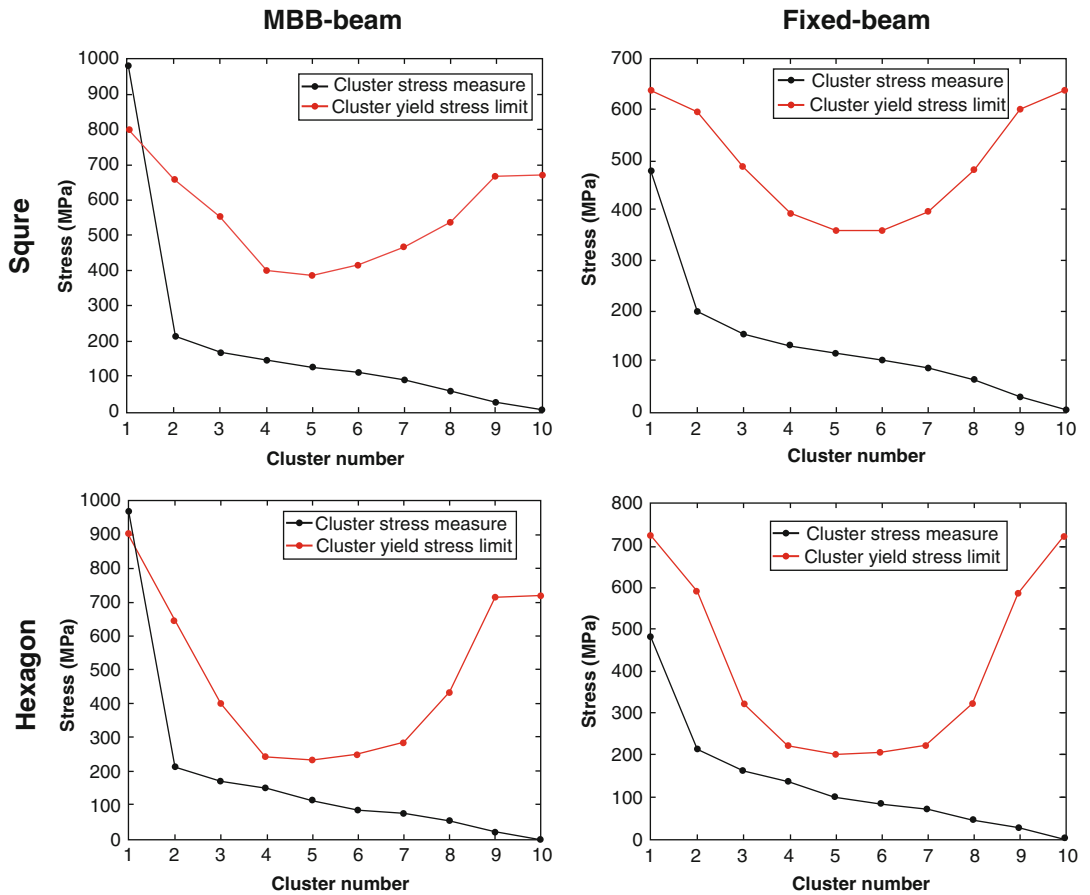 MBB-beam
Fixed-beam
Squre
Stress (MPa)
1000
900
800
700
600
500
400
300
200
100
0
Cluster stress measure
Cluster yield stress limit
1 2 3 4 5 6 7 8 9 10
Cluster number
Stress (MPa)
700
600
500
400
300
200
100
0
Cluster stress measure
Cluster yield stress limit
1 2 3 4 5 6 7 8 9 10
Cluster number
Hexagon
Stress (MPa)
1000
900
800
700
600
500
400
300
200
100
0
Cluster stress measure
Cluster yield stress limit
1 2 3 4 5 6 7 8 9 10
Cluster number
Stress (MPa)
800
700
600
500
400
300
200
100
0
Cluster stress measure
Cluster yield stress limit
1 2 3 4 5 6 7 8 9 10
Cluster number